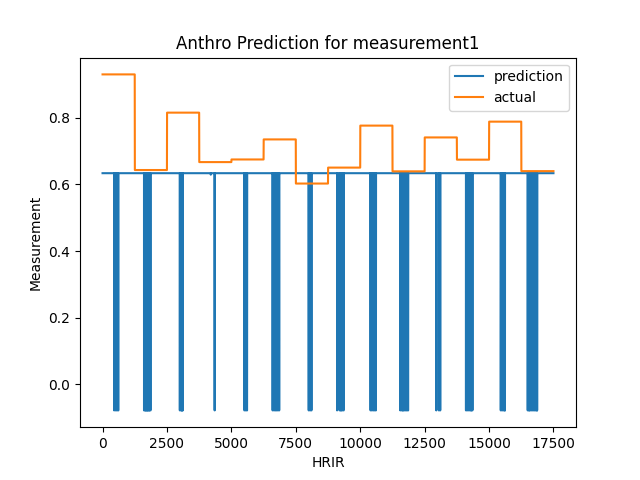 Anthro Prediction for measurement1
prediction
actual
0.8
0.6
0.4
0.2
0.0
Measurement
0 2500 5000 7500 10000 12500 15000 17500
HRIR